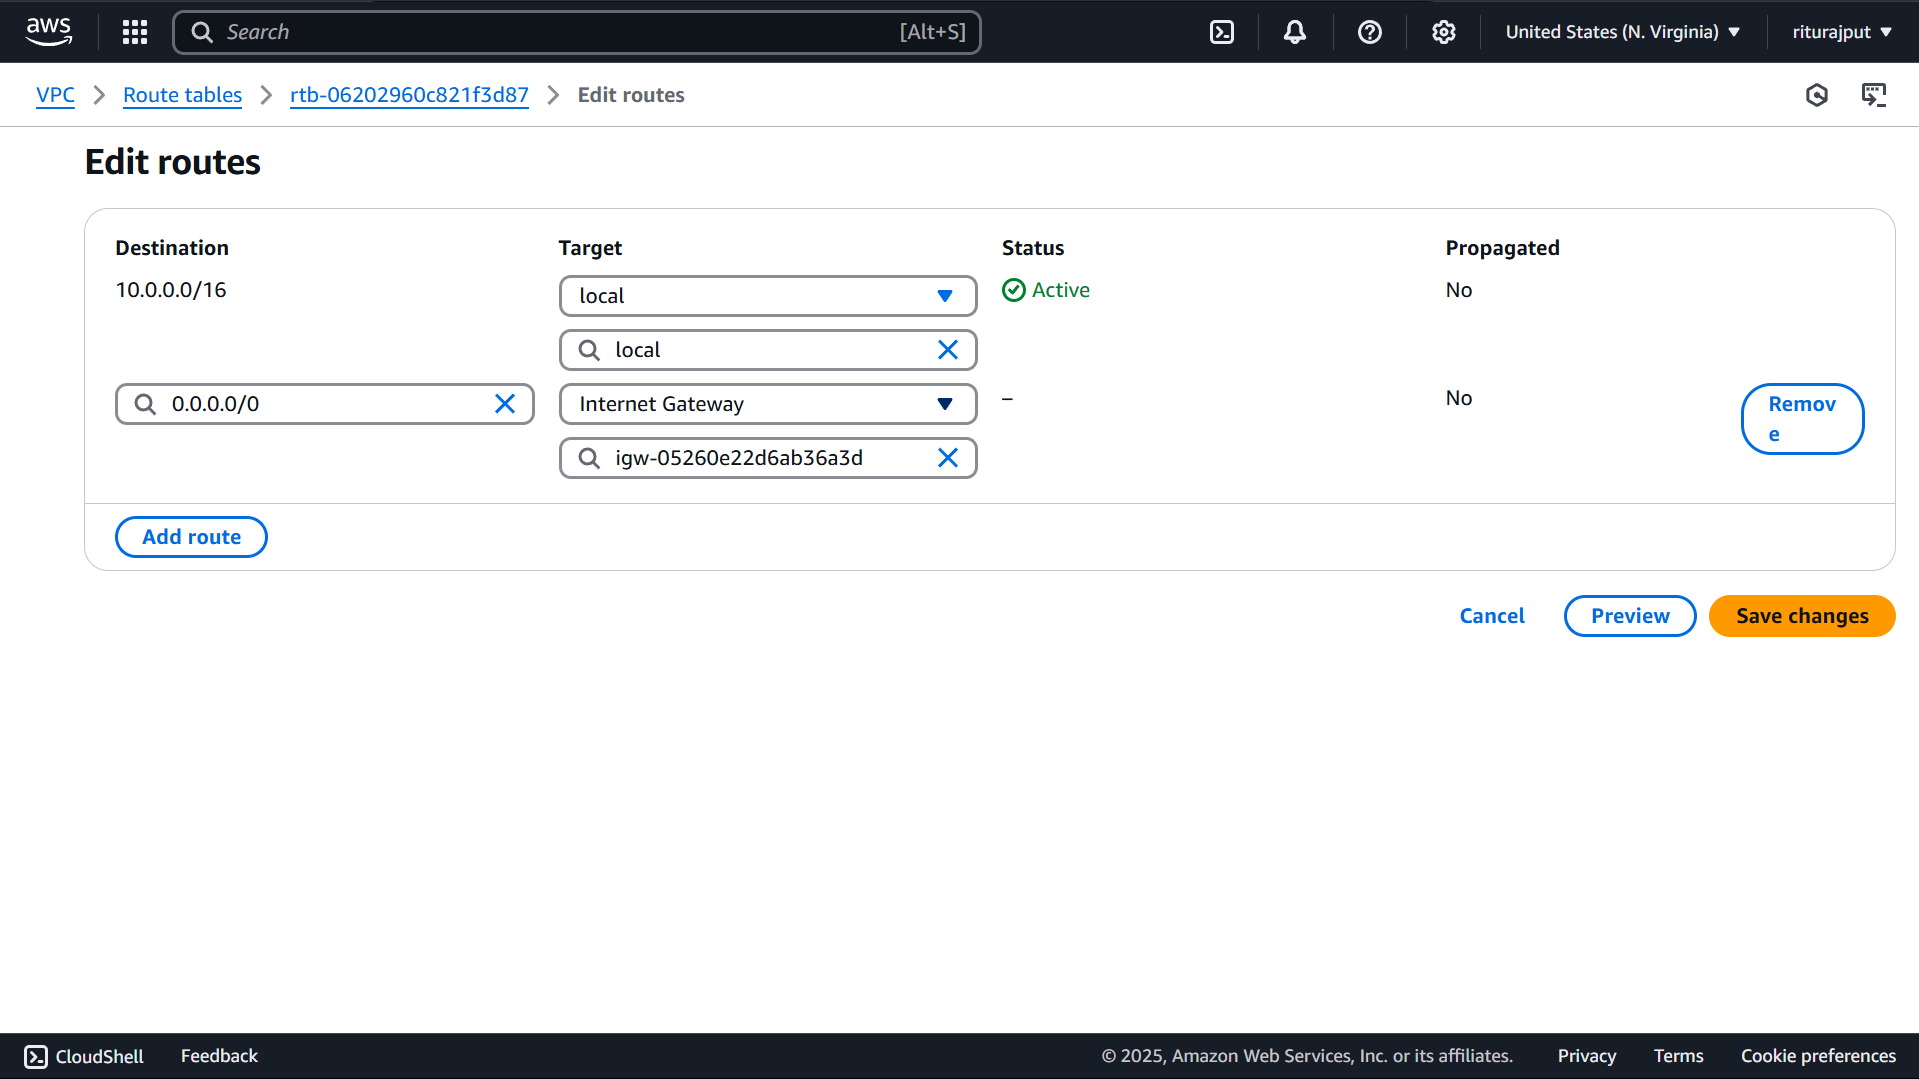 aws
Search [Alt+S]
United States (N. Virginia) riturajput
VPC Route tables rtb-06202960c821f3d87 Edit routes
Edit routes
Destination Target Status Propagated
10.0.0.0/16 local Active No
local
0.0.0.0/0 Internet Gateway – No Remov
e
igw-05260e22d6ab36a3d
Add route
Cancel Preview Save changes
CloudShell Feedback © 2025, Amazon Web Services, Inc. or its affiliates. Privacy Terms Cookie preferences